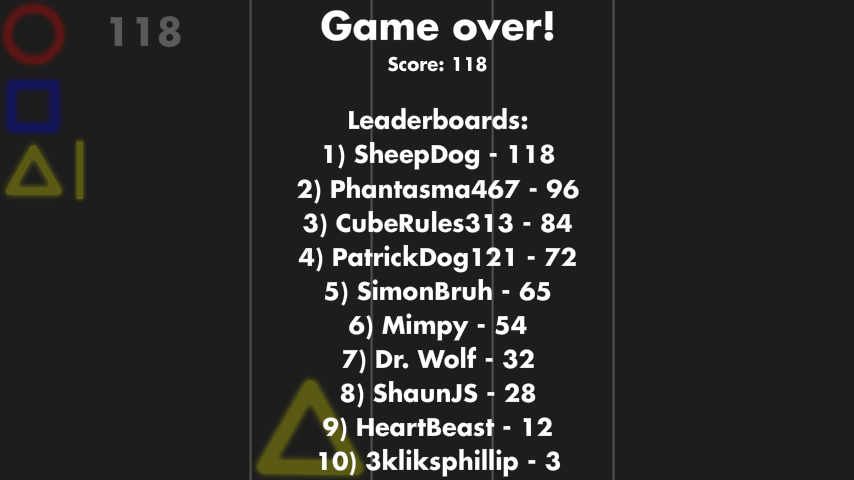 118
Game over!
Score: 118
Leaderboards:
1) SheepDog - 118
2) Phantasma467 - 96
3) CubeRules313 - 84
4) PatrickDog121 - 72
5) SimonBruh - 65
6) Mimpy - 54
7) Dr. Wolf - 32
8) ShaunJS - 28
9) HeartBeast - 12
10) 3kliksphillip - 3